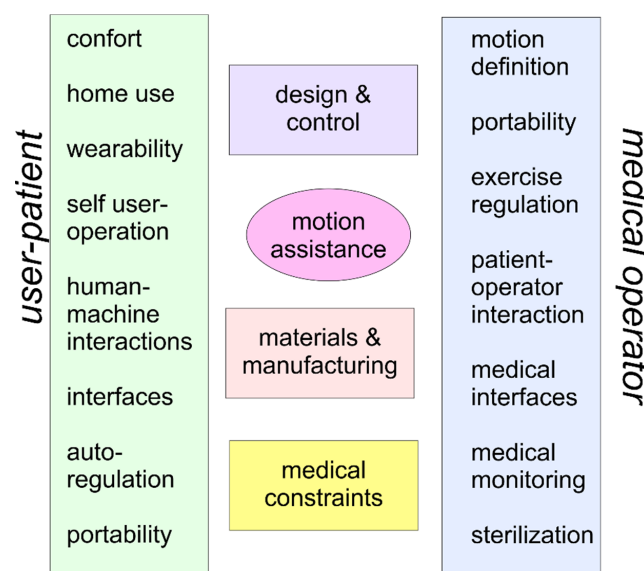 user-patient
confort
home use
wearability
self user-
operation
human-
machine
interactions
interfaces
auto-
regulation
portability
design &
control
motion
assistance
materials &
manufacturing
medical
constraints
motion
definition
portability
exercise
regulation
patient-
operator
interaction
medical
interfaces
medical
monitoring
sterilization
medical operator